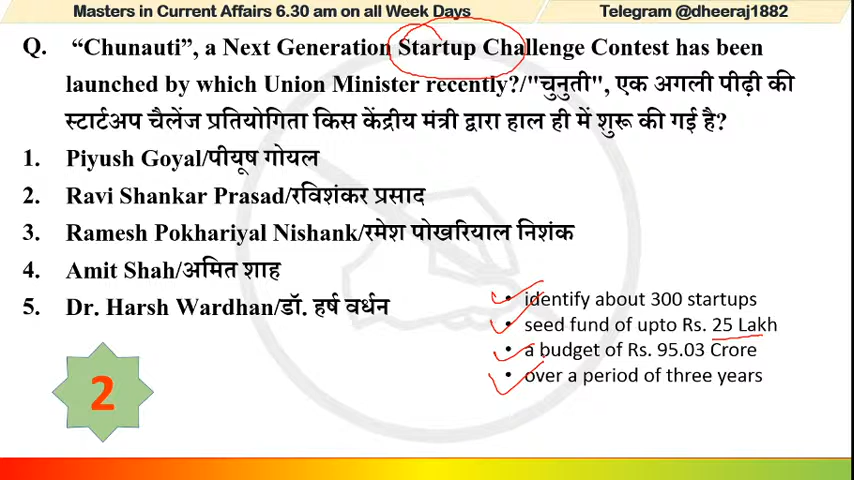 Masters in Current Affairs 6.30 am on all Week Days Telegram @dheeraj1882
Q. “Chunauti”, a Next Generation Startup Challenge Contest has been
launched by which Union Minister recently?/"चुनुती", एक अगली पीढ़ी की
स्टार्टअप चैलेंज प्रतियोगिता किस केंद्रीय मंत्री द्वारा हाल ही में शुरू की गई है?
1. Piyush Goyal/पीयूष गोयल
2. Ravi Shankar Prasad/रविशंकर प्रसाद
3. Ramesh Pokhariyal Nishank/रमेश पोखरियाल निशंक
4. Amit Shah/अमित शाह
5. Dr. Harsh Wardhan/डॉ. हर्ष वर्धन
• identify about 300 startups
• seed fund of upto Rs. 25 Lakh
• a budget of Rs. 95.03 Crore
• over a period of three years
2